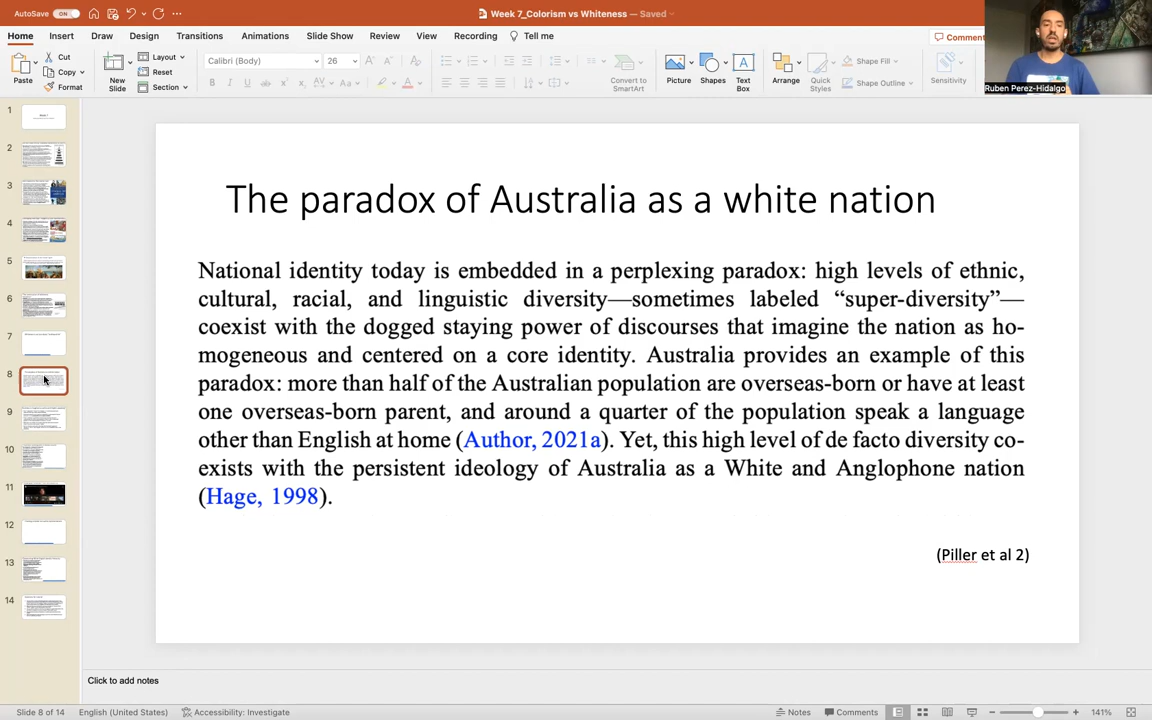 AutoSave ON Week 7_Colorism vs Whiteness — Saved
Home Insert Draw Design Transitions Animations Slide Show Review View Recording Tell me Comment
Paste Cut Copy Format New Slide Layout Reset Section Calibri (Body) 26 Convert to SmartArt Picture Shapes Text Box Arrange Quick Styles Shape Fill Shape Outline Sensitivity
Ruben Perez-Hidalgo
1
2
3
4
5
6
7
8
9
10
11
12
13
14
The paradox of Australia as a white nation
National identity today is embedded in a perplexing paradox: high levels of ethnic,
cultural, racial, and linguistic diversity—sometimes labeled “super-diversity”—
coexist with the dogged staying power of discourses that imagine the nation as ho-
mogeneous and centered on a core identity. Australia provides an example of this
paradox: more than half of the Australian population are overseas-born or have at least
one overseas-born parent, and around a quarter of the population speak a language
other than English at home (Author, 2021a). Yet, this high level of de facto diversity co-
exists with the persistent ideology of Australia as a White and Anglophone nation
(Hage, 1998).
(Piller et al 2)
Click to add notes
Slide 8 of 14 English (United States) Accessibility: Investigate Notes Comments 141%